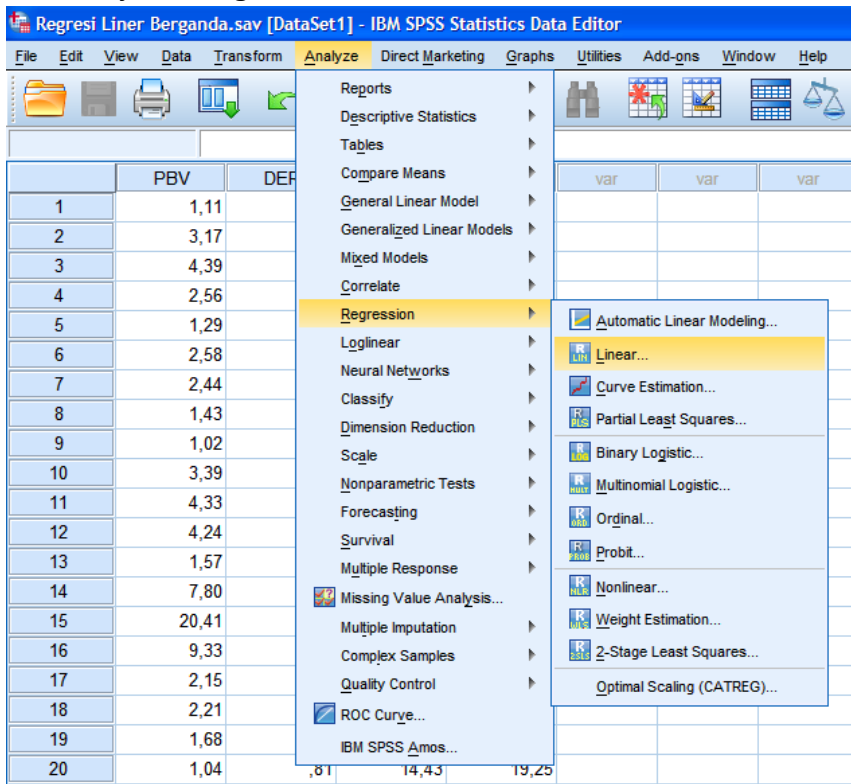 Regresi Liner Berganda.sav [DataSet1] - IBM SPSS Statistics Data Editor
File Edit View Data Transform Analyze Direct Marketing Graphs Utilities Add-ons Window Help
Reports
Descriptive Statistics
Tables
Compare Means
General Linear Model
Generalized Linear Models
Mixed Models
Correlate
Regression
Loglinear
Neural Networks
Classify
Dimension Reduction
Scale
Nonparametric Tests
Forecasting
Survival
Multiple Response
Missing Value Analysis...
Multiple Imputation
Complex Samples
Quality Control
ROC Curve...
IBM SPSS Amos...
Automatic Linear Modeling...
Linear...
Curve Estimation...
Partial Least Squares...
Binary Logistic...
Multinomial Logistic...
Ordinal...
Probit...
Nonlinear...
Weight Estimation...
2-Stage Least Squares...
Optimal Scaling (CATREG)...
PBV var var var
1 1,11
2 3,17
3 4,39
4 2,56
5 1,29
6 2,58
7 2,44
8 1,43
9 1,02
10 3,39
11 4,33
12 4,24
13 1,57
14 7,80
15 20,41
16 9,33
17 2,15
18 2,21
19 1,68
20 1,04 ,81 14,43 19,25